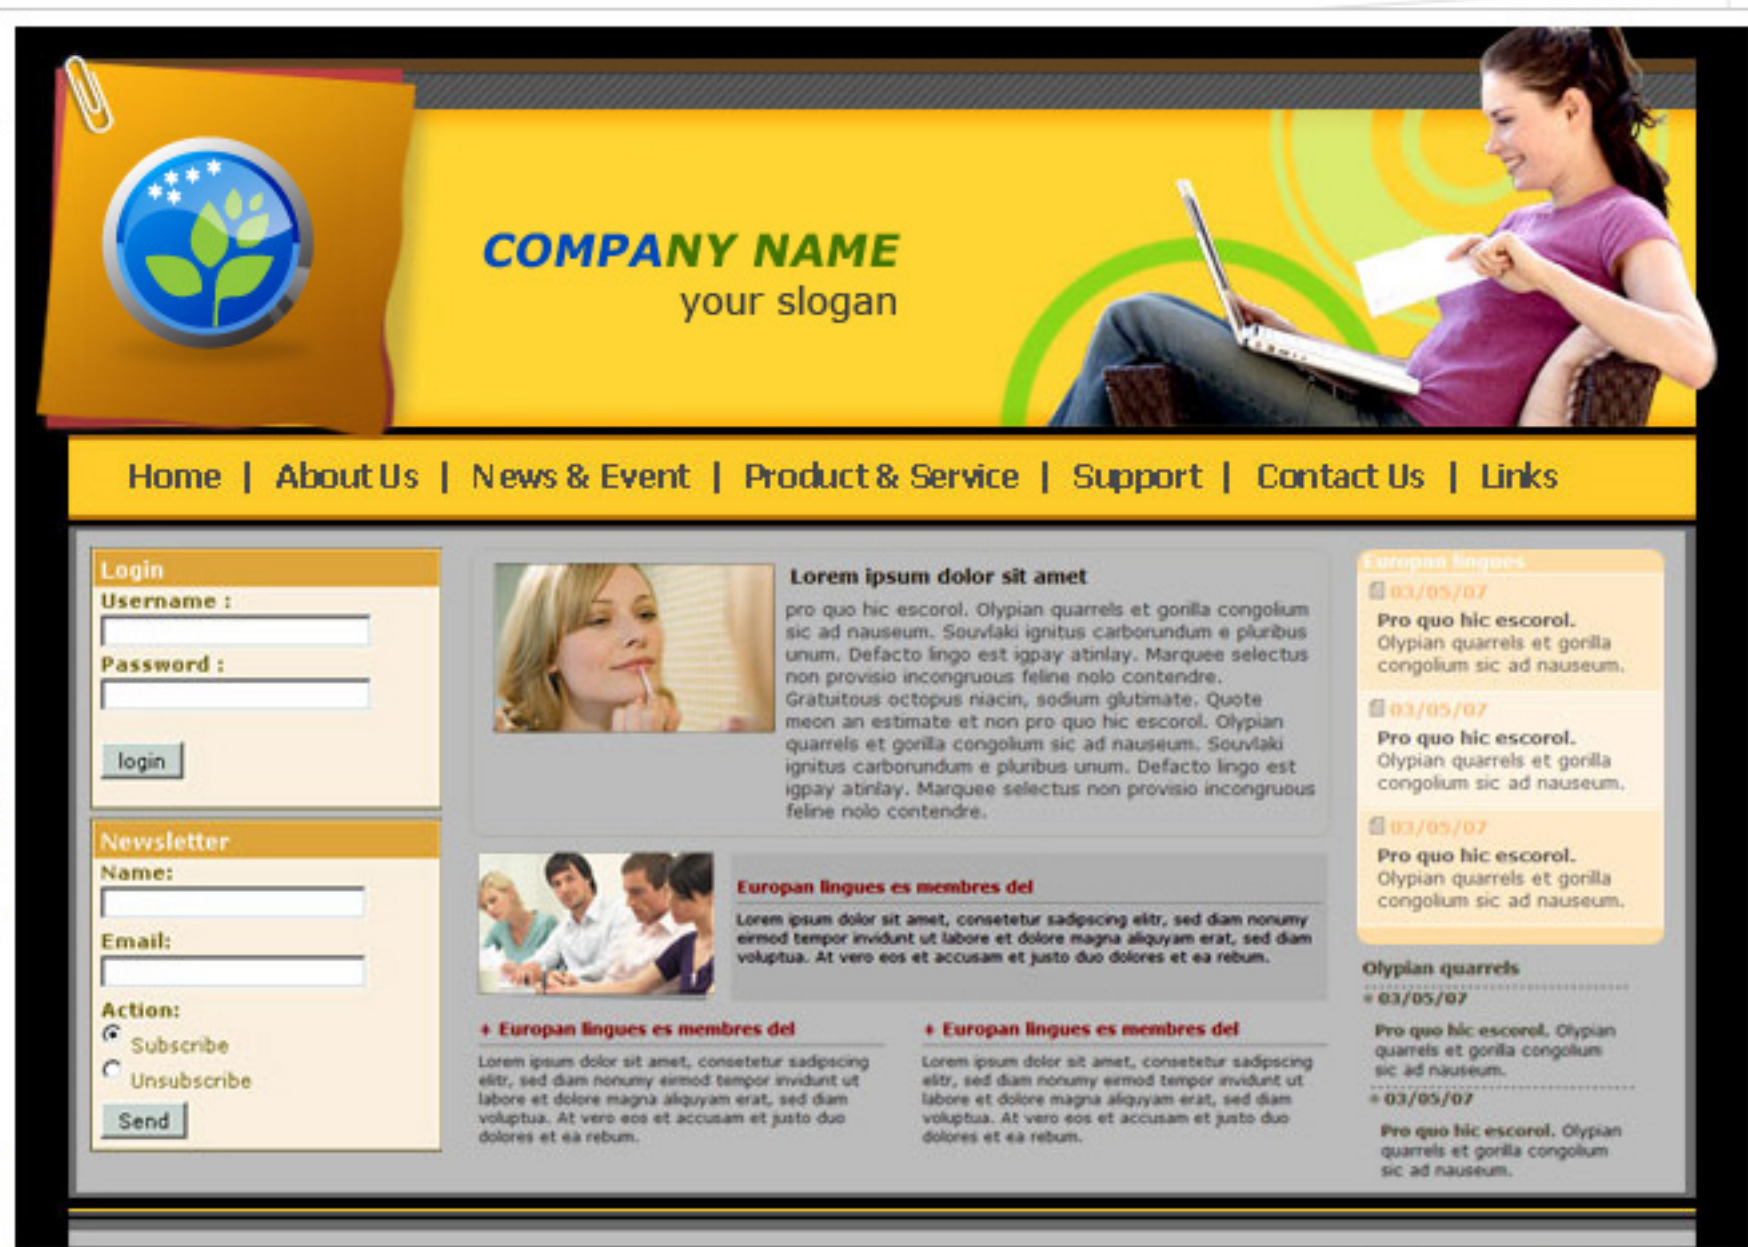 COMPANY NAME
your slogan
Home | About Us | News & Event | Product & Service | Support | Contact Us | Links
Login
Username :
Password :
login
Newsletter
Name:
Email:
Action:
Subscribe
Unsubscribe
Send
Lorem ipsum dolor sit amet
pro quo hic escorol. Olypian quarrels et gorilla congolium
sic ad nauseum. Souvlaki ignitus carborundum e pluribus
unum. Defacto lingo est igpay atinlay. Marquee selectus
non provisio incongruous feline nolo contendre.
Gratuitous octopus niacin, sodium glutimate. Quote
meon an estimate et non pro quo hic escorol. Olypian
quarrels et gorilla congolium sic ad nauseum. Souvlaki
ignitus carborundum e pluribus unum. Defacto lingo est
igpay atinlay. Marquee selectus non provisio incongruous
feline nolo contendre.
Europan lingues es membres del
Lorem ipsum dolor sit amet, consetetur sadipscing elitr, sed diam nonumy
eirmod tempor invidunt ut labore et dolore magna aliquyam erat, sed diam
voluptua. At vero eos et accusam et justo duo dolores et ea rebum.
+ Europan lingues es membres del
Lorem ipsum dolor sit amet, consetetur sadipscing
elitr, sed diam nonumy eirmod tempor invidunt ut
labore et dolore magna aliquyam erat, sed diam
voluptua. At vero eos et accusam et justo duo
dolores et ea rebum.
+ Europan lingues es membres del
Lorem ipsum dolor sit amet, consetetur sadipscing
elitr, sed diam nonumy eirmod tempor invidunt ut
labore et dolore magna aliquyam erat, sed diam
voluptua. At vero eos et accusam et justo duo
dolores et ea rebum.
Europan lingues
03/05/07
Pro quo hic escorol.
Olypian quarrels et gorilla
congolium sic ad nauseum.
03/05/07
Pro quo hic escorol.
Olypian quarrels et gorilla
congolium sic ad nauseum.
03/05/07
Pro quo hic escorol.
Olypian quarrels et gorilla
congolium sic ad nauseum.
Olypian quarrels
03/05/07
Pro quo hic escorol. Olypian
quarrels et gorilla congolium
sic ad nauseum.
03/05/07
Pro quo hic escorol. Olypian
quarrels et gorilla congolium
sic ad nauseum.